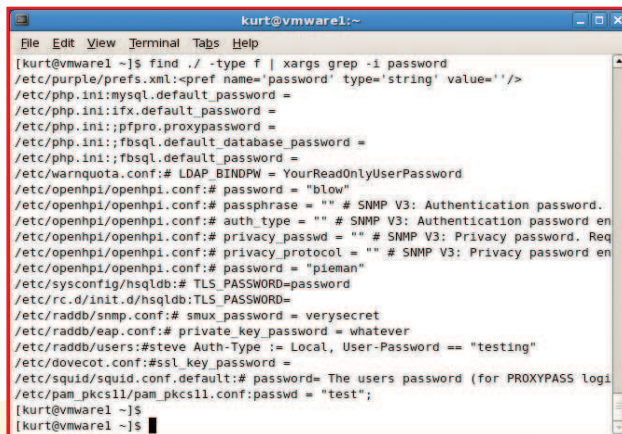 kurt@vmware1:~
File Edit View Terminal Tabs Help
[kurt@vmware1 ~]$ find ./ -type f | xargs grep -i password
/etc/purple/prefs.xml:<pref name='password' type='string' value=''/>
/etc/php.ini:mysql.default_password =
/etc/php.ini:ifx.default_password =
/etc/php.ini:;pfpro.proxypassword =
/etc/php.ini:;fbsql.default_database_password =
/etc/php.ini:;fbsql.default_password =
/etc/warnquota.conf:# LDAP_BINDPW = YourReadOnlyUserPassword
/etc/openhpi/openhpi.conf:# password = "blow"
/etc/openhpi/openhpi.conf:# passphrase = "" # SNMP V3: Authentication password.
/etc/openhpi/openhpi.conf:# auth_type = "" # SNMP V3: Authentication password en
/etc/openhpi/openhpi.conf:# privacy_passwd = "" # SNMP V3: Privacy password. Req
/etc/openhpi/openhpi.conf:# privacy_protocol = "" # SNMP V3: Privacy password en
/etc/openhpi/openhpi.conf:# password = "pieman"
/etc/sysconfig/hsqldb:# TLS_PASSWORD=password
/etc/rc.d/init.d/hsqldb:TLS_PASSWORD=
/etc/raddb/snmp.conf:# smux_password = verysecret
/etc/raddb/eap.conf:# private_key_password = whatever
/etc/raddb/users:#steve Auth-Type := Local, User-Password == "testing"
/etc/dovecot.conf:#ssl_key_password =
/etc/squid/squid.conf.default:# password= The users password (for PROXYPASS logi
/etc/pam_pkcs11/pam_pkcs11.conf:passwd = "test";
[kurt@vmware1 ~]$
[kurt@vmware1 ~]$